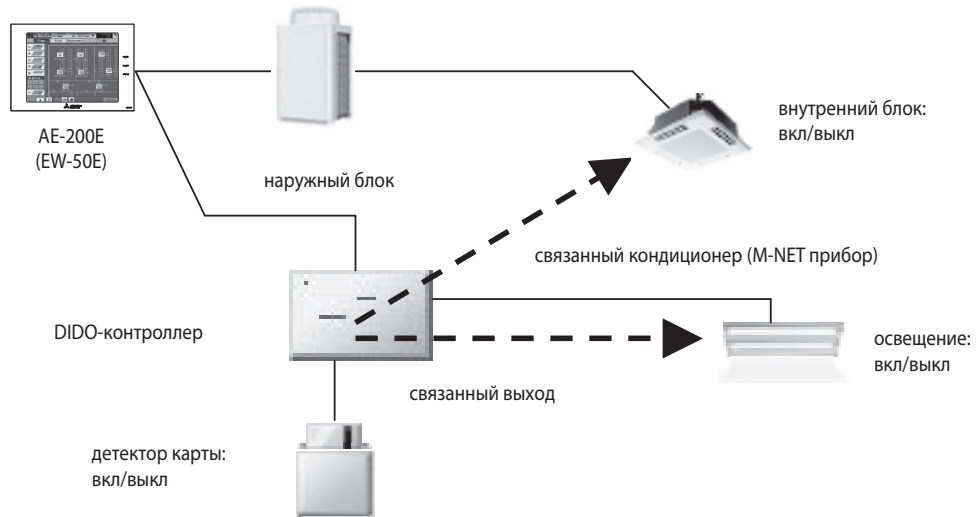 AE-200E
(EW-50E)
наружный блок
внутренний блок:
вкл/выкл
связанный кондиционер (M-NET прибор)
DIDO-контроллер
освещение:
вкл/выкл
связанный выход
детектор карты:
вкл/выкл